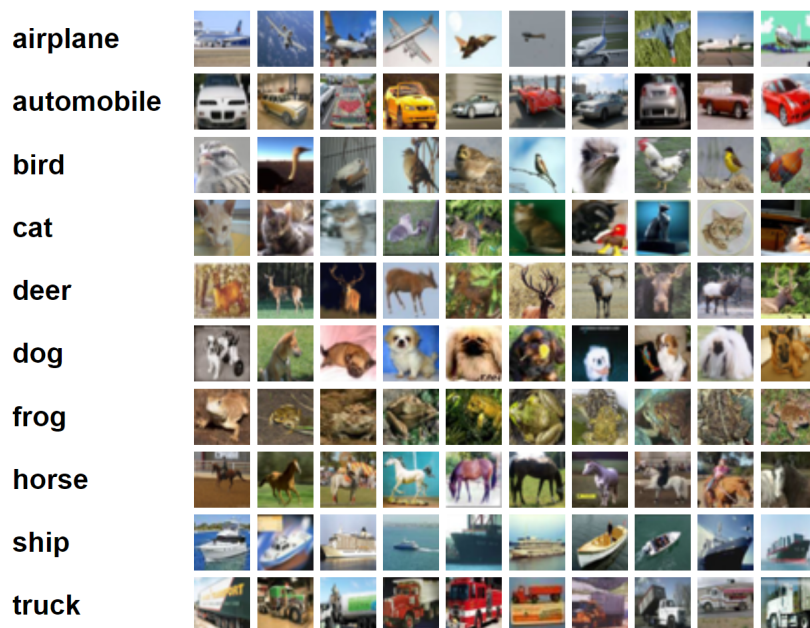 airplane
automobile
bird
cat
deer
dog
frog
horse
ship
truck